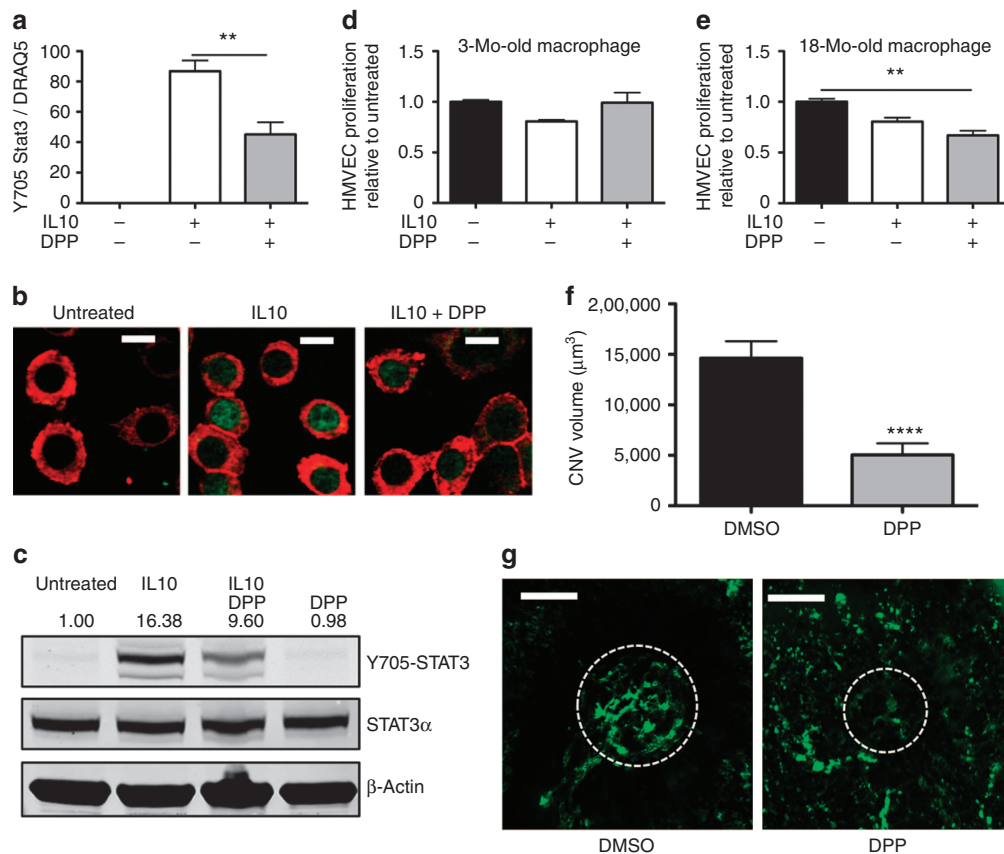 a
Y705 Stat3 / DRAQ5
100
80
60
40
20
0
**
IL10 – + +
DPP – – +
d
3-Mo-old macrophage
HMVEC proliferation
relative to untreated
1.5
1.0
0.5
0
IL10 – + +
DPP – – +
e
18-Mo-old macrophage
HMVEC proliferation
relative to untreated
1.5
1.0
0.5
0
**
IL10 – + +
DPP – – +
b
Untreated IL10 IL10 + DPP
f
CNV volume (μm³)
2,00,000
15,000
10,000
5,000
0
****
DMSO DPP
c
Untreated IL10 IL10 DPP
DPP
1.00 16.38 9.60 0.98
Y705-STAT3
STAT3α
β-Actin
g
DMSO DPP